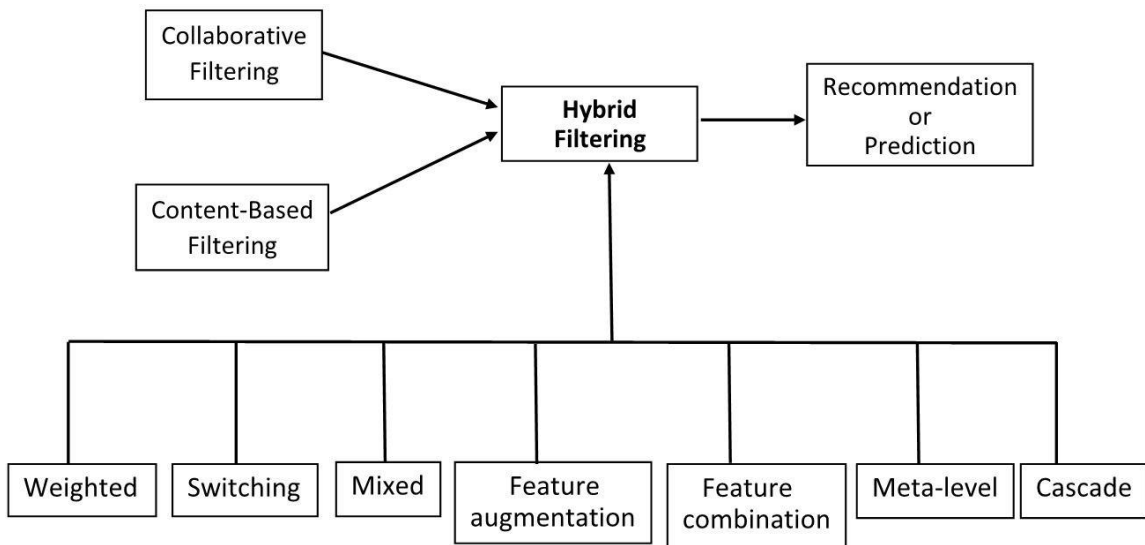 Collaborative
Filtering
Hybrid
Filtering
Recommendation
or
Prediction
Content-Based
Filtering
Weighted
Switching
Mixed
Feature
augmentation
Feature
combination
Meta-level
Cascade